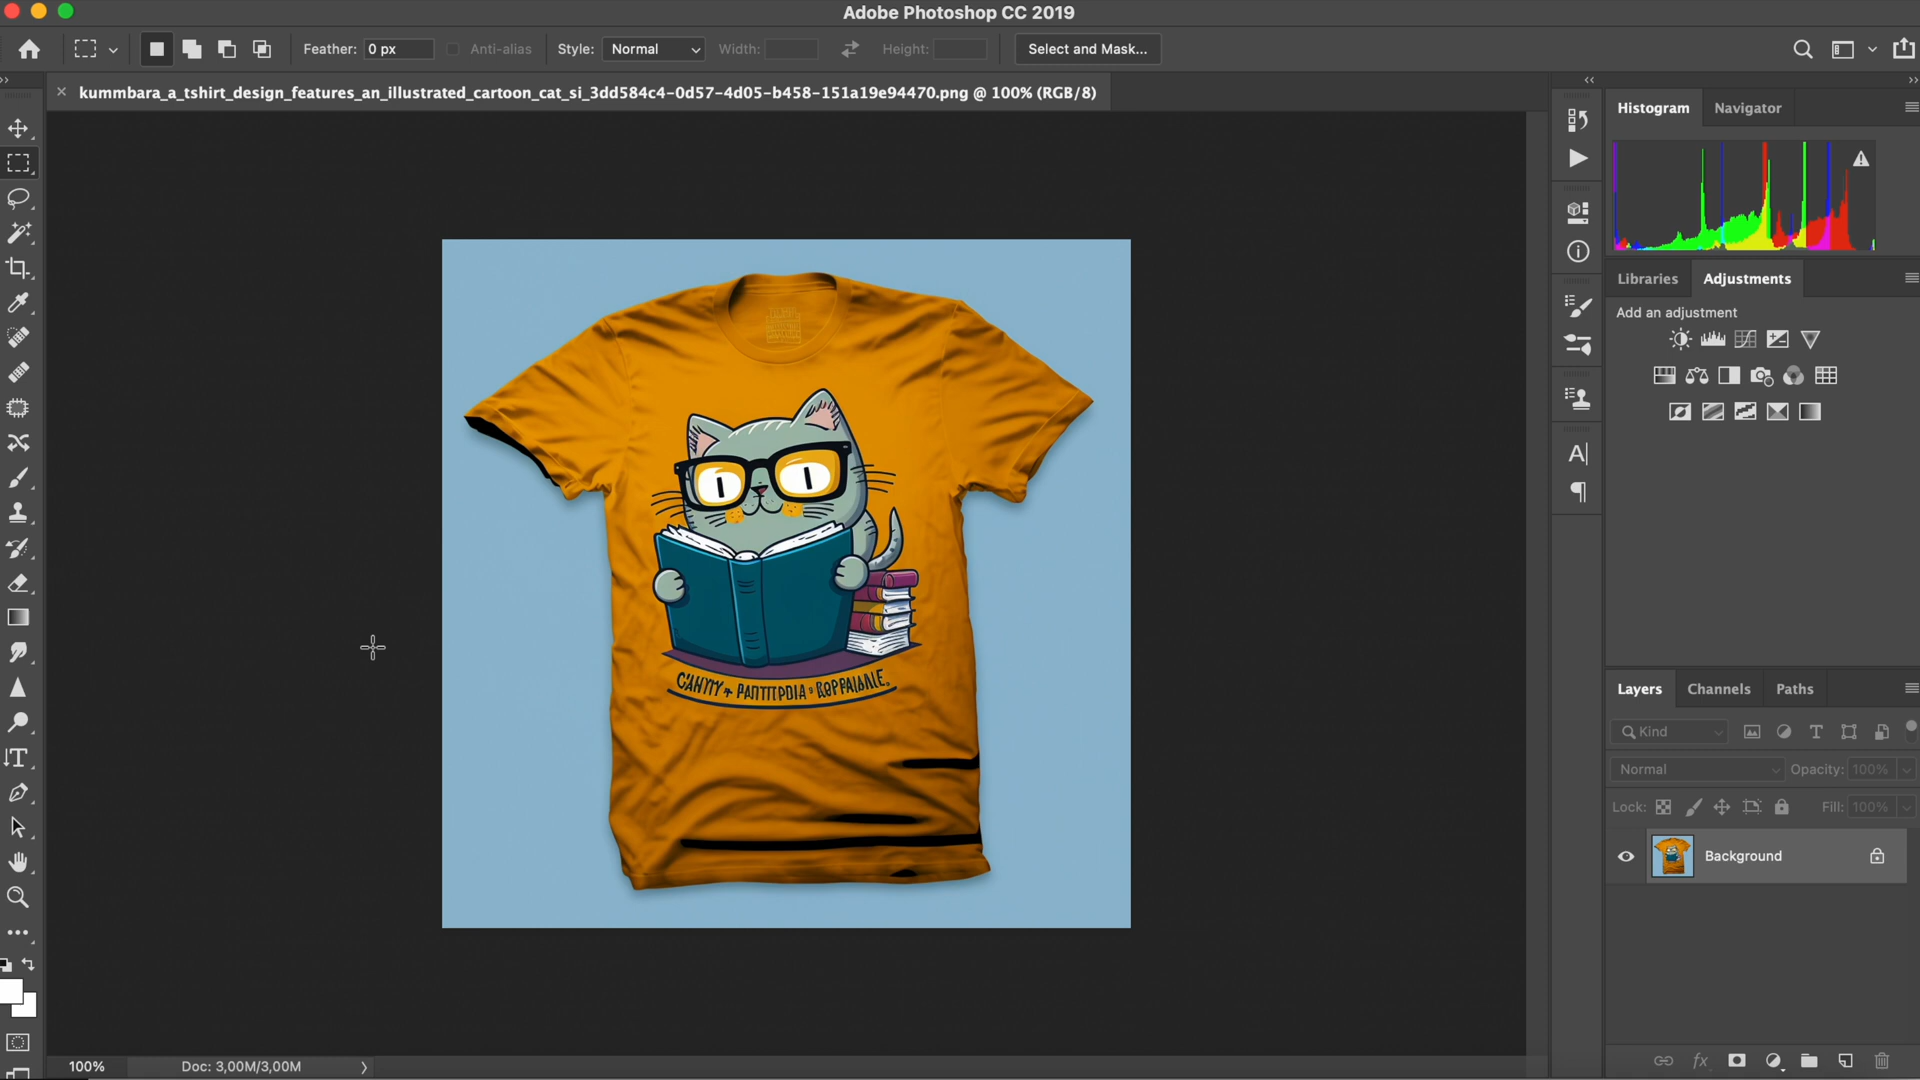 Adobe Photoshop CC 2019
Feather: 0 px Anti-alias Style: Normal Width: Height: Select and Mask...
kummbara_a_tshirt_design_features_an_illustrated_cartoon_cat_si_3dd584c4-0d57-4d05-b458-151a19e94470.png @ 100% (RGB/8)
Histogram Navigator
Libraries Adjustments
Add an adjustment
Layers Channels Paths
Kind
Normal Opacity: 100%
Lock: Fill: 100%
Background
100% Doc: 3,00M/3,00M